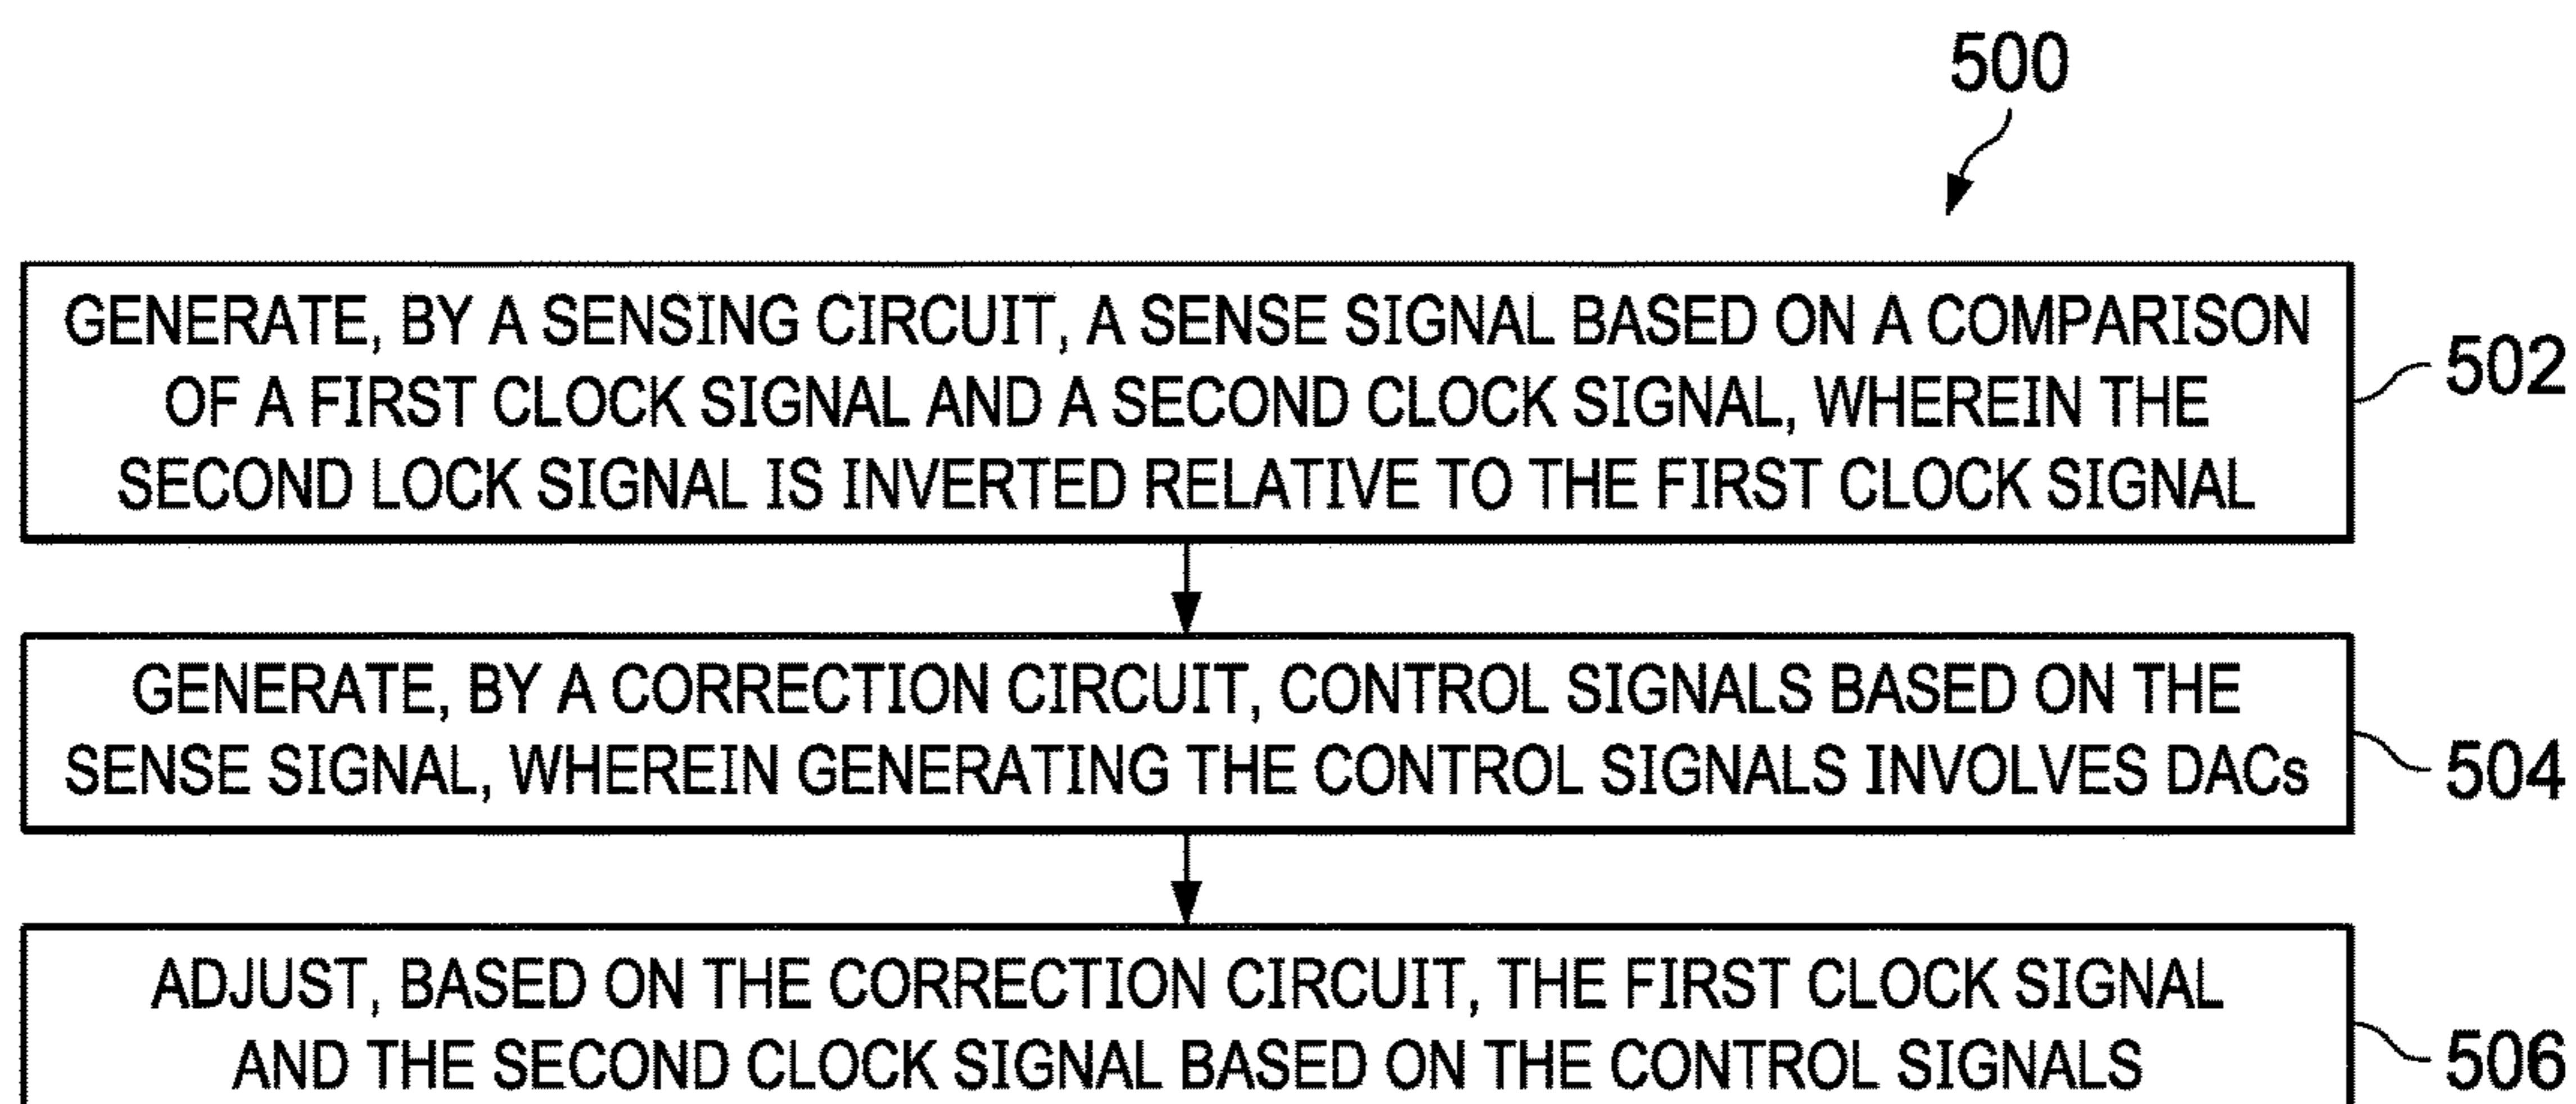 500
GENERATE, BY A SENSING CIRCUIT, A SENSE SIGNAL BASED ON A COMPARISON
OF A FIRST CLOCK SIGNAL AND A SECOND CLOCK SIGNAL, WHEREIN THE
SECOND LOCK SIGNAL IS INVERTED RELATIVE TO THE FIRST CLOCK SIGNAL
502
GENERATE, BY A CORRECTION CIRCUIT, CONTROL SIGNALS BASED ON THE
SENSE SIGNAL, WHEREIN GENERATING THE CONTROL SIGNALS INVOLVES DACs
504
ADJUST, BASED ON THE CORRECTION CIRCUIT, THE FIRST CLOCK SIGNAL
AND THE SECOND CLOCK SIGNAL BASED ON THE CONTROL SIGNALS
506